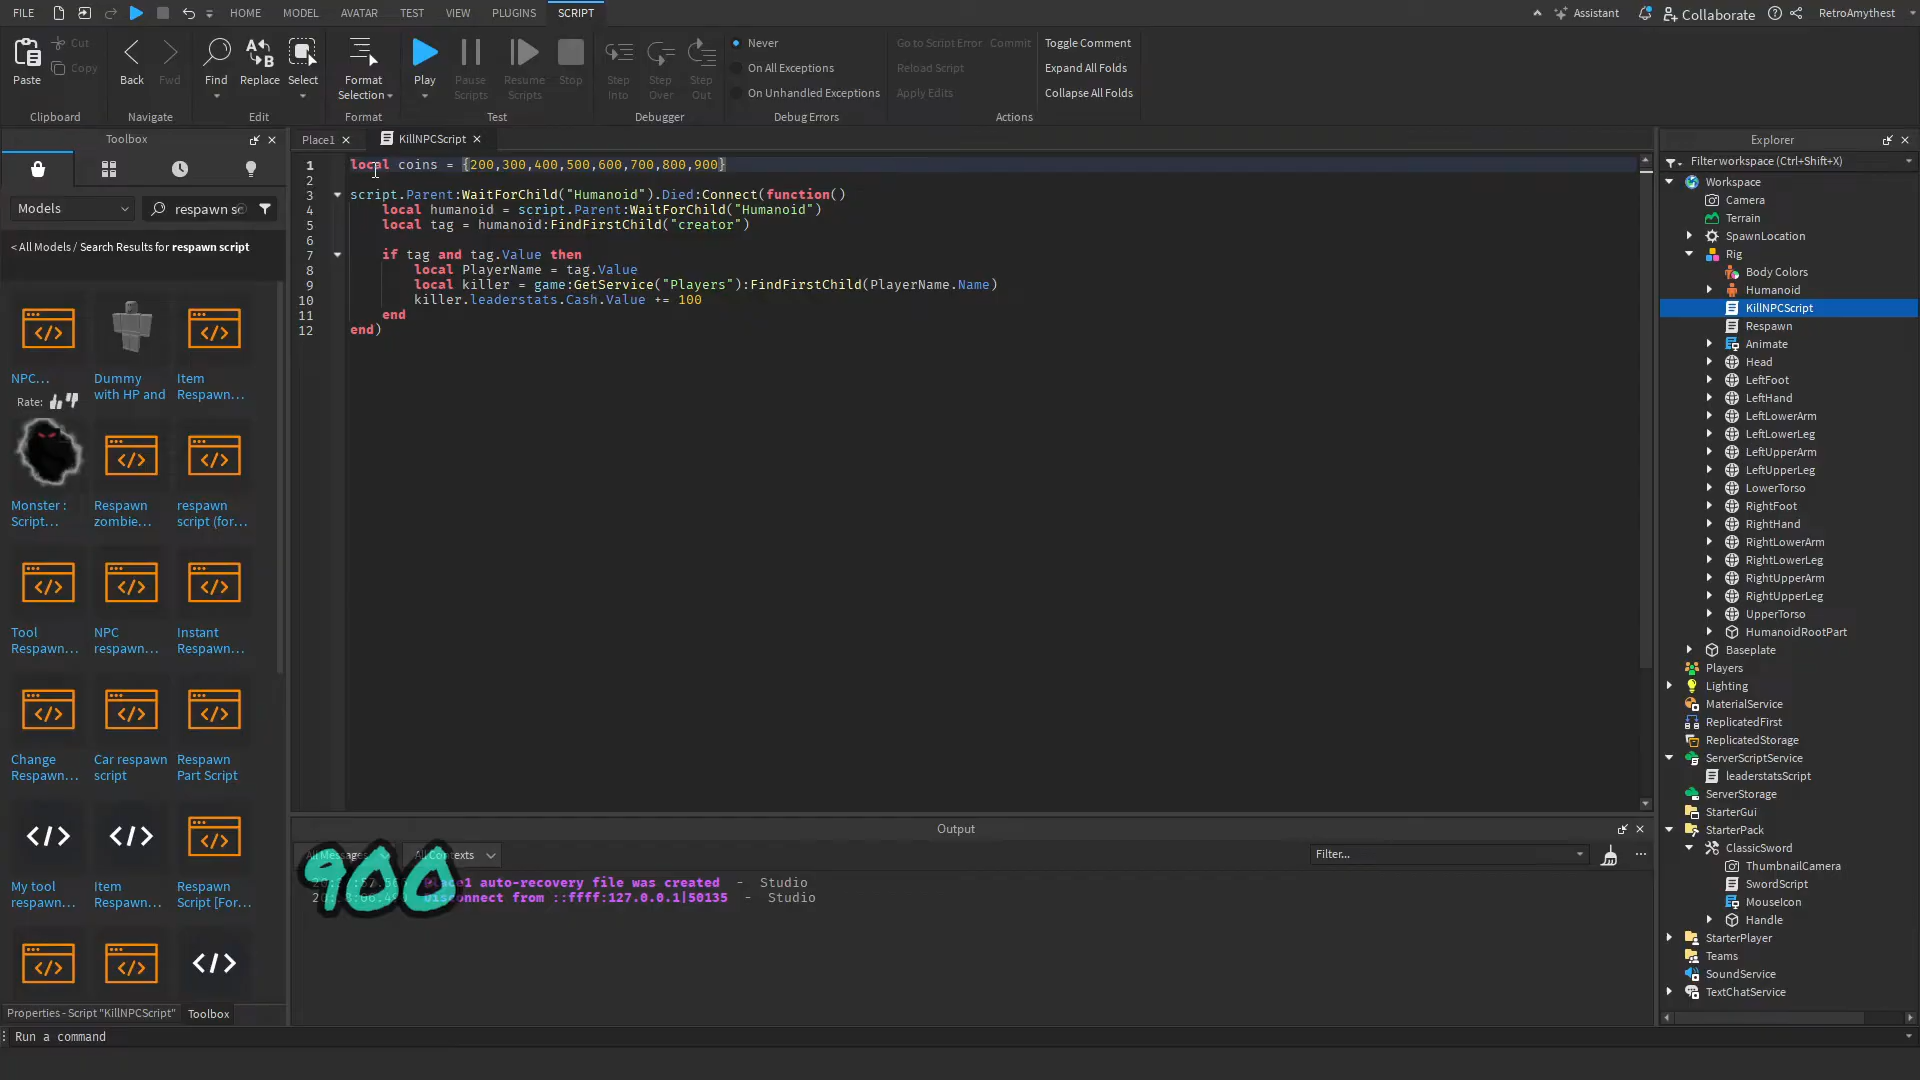 FILE HOME MODEL AVATAR TEST VIEW PLUGINS SCRIPT Assistant Collaborate RetroAmythest
Paste Cut Copy Back Fwd Find Replace Select Format Selection Play Pause Scripts Resume Scripts Stop Step Into Step Over Step Out
Never
On All Exceptions
On Unhandled Exceptions
Go to Script Error Commit
Reload Script
Apply Edits
Toggle Comment
Expand All Folds
Collapse All Folds
Clipboard Navigate Edit Format Test Debugger Debug Errors Actions
Toolbox
Models respawn sc
< All Models / Search Results for respawn script
NPC... Dummy with HP and Item Respawn...
Rate:
Monster : Script... Respawn zombie... respawn script (for...
Tool Respawn... NPC respawn... Instant Respawn...
Change Respawn... Car respawn script Respawn Part Script
My tool respawn... Item Respawn... Respawn Script [For...
Properties - Script "KillNPCScript" Toolbox
Run a command
Place1 KillNPCScript
1 local coins = {200,300,400,500,600,700,800,900}
2
3 script.Parent:WaitForChild("Humanoid").Died:Connect(function()
4 local humanoid = script.Parent:WaitForChild("Humanoid")
5 local tag = humanoid:FindFirstChild("creator")
6
7 if tag and tag.Value then
8 local PlayerName = tag.Value
9 local killer = game:GetService("Players"):FindFirstChild(PlayerName.Name)
10 killer.leaderstats.Cash.Value += 100
11 end
12 end)
Output
All Messages All Contexts Filter...
900
Place1 auto-recovery file was created - Studio
Disconnect from ::ffff:127.0.0.1|50135 - Studio
Explorer
Filter workspace (Ctrl+Shift+X)
Workspace
Camera
Terrain
SpawnLocation
Rig
Body Colors
Humanoid
KillNPCScript
Respawn
Animate
Head
LeftFoot
LeftHand
LeftLowerArm
LeftLowerLeg
LeftUpperArm
LeftUpperLeg
LowerTorso
RightFoot
RightHand
RightLowerArm
RightLowerLeg
RightUpperArm
RightUpperLeg
UpperTorso
HumanoidRootPart
Baseplate
Players
Lighting
MaterialService
ReplicatedFirst
ReplicatedStorage
ServerScriptService
leaderstatsScript
ServerStorage
StarterGui
StarterPack
ClassicSword
ThumbnailCamera
SwordScript
MouseIcon
Handle
StarterPlayer
Teams
SoundService
TextChatService